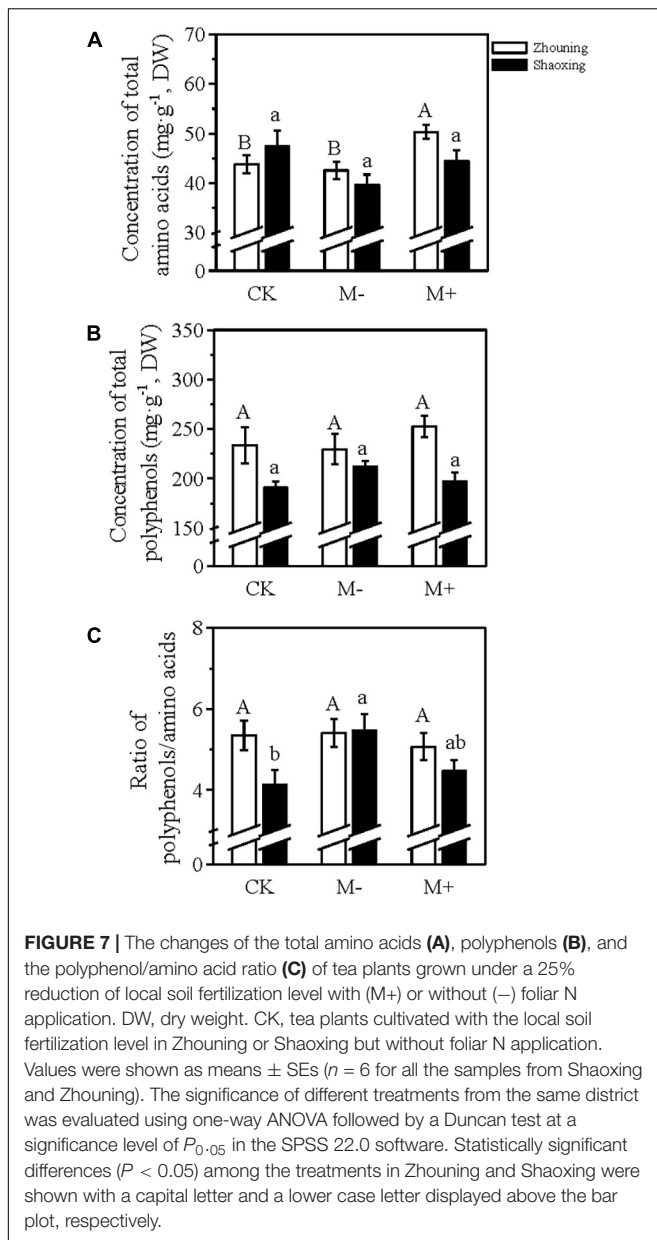 A
Zhouning
Shaoxing
Concentration of total
amino acids (mg·g⁻¹, DW)
70
60
50
40
30
0
B
a
B
a
A
a
CK
M-
M+
B
Concentration of total
polyphenols (mg·g⁻¹, DW)
350
300
250
200
150
0
A
a
A
a
A
a
CK
M-
M+
C
Ratio of
polyphenols/amino acids
8
6
4
0
A
b
A
a
A
ab
CK
M-
M+
FIGURE 7 | The changes of the total amino acids (A), polyphenols (B), and
the polyphenol/amino acid ratio (C) of tea plants grown under a 25%
reduction of local soil fertilization level with (M+) or without (−) foliar N
application. DW, dry weight. CK, tea plants cultivated with the local soil
fertilization level in Zhouning or Shaoxing but without foliar N application.
Values were shown as means ± SEs (n = 6 for all the samples from Shaoxing
and Zhouning). The significance of different treatments from the same district
was evaluated using one-way ANOVA followed by a Duncan test at a
significance level of P₀.₀₅ in the SPSS 22.0 software. Statistically significant
differences (P < 0.05) among the treatments in Zhouning and Shaoxing were
shown with a capital letter and a lower case letter displayed above the bar
plot, respectively.